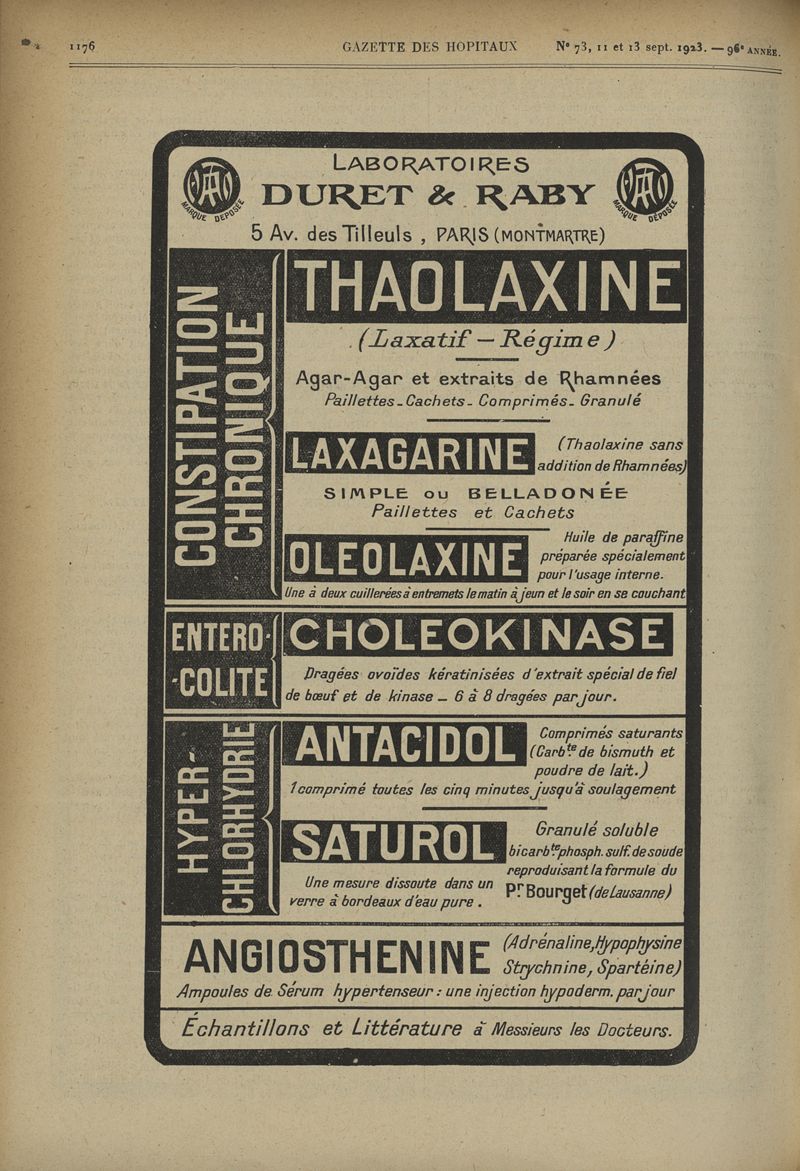 1176 GAZETTE DES HOPITAUX N° 73, 11 et 13 sept. 1923. — 96e ANNÉE.
LABORATOIRES
DURET & RABY
MARQUE DEPOSÉE
MARQUE DÉPOSÉE
5 Av. des Tilleuls , PARIS (MONTMARTRE)
CONSTIPATION
CHRONIQUE
THAOLAXINE
(Laxatif — Régime)
Agar-Agar et extraits de Rhamnées
Paillettes - Cachets - Comprimés - Granulé
LAXAGARINE
(Thaolaxine sans
addition de Rhamnées)
SIMPLE ou BELLADONÉE
Paillettes et Cachets
OLEOLAXINE
Huile de paraffine
préparée spécialement
pour l'usage interne.
Une à deux cuillerées à entremets le matin à jeun et le soir en se couchant
ENTERO-
-COLITE
CHOLEOKINASE
Dragées ovoïdes kératinisées d'extrait spécial de fiel
de bœuf et de kinase — 6 à 8 dragées par jour.
HYPER-
CHLORHYDRIE
ANTACIDOL
Comprimés saturants
(Carb.te de bismuth et
poudre de lait.)
1 comprimé toutes les cinq minutes jusqu'à soulagement
SATUROL
Granulé soluble
bicarb.te phosph. sulf. de soude
reproduisant la formule du
Pr Bourget (de Lausanne)
Une mesure dissoute dans un
verre à bordeaux d'eau pure .
ANGIOSTHENINE
(Adrénaline, Hypophysine
Strychnine, Spartéine)
Ampoules de Sérum hypertenseur : une injection hypoderm. par jour
Échantillons et Littérature à Messieurs les Docteurs.